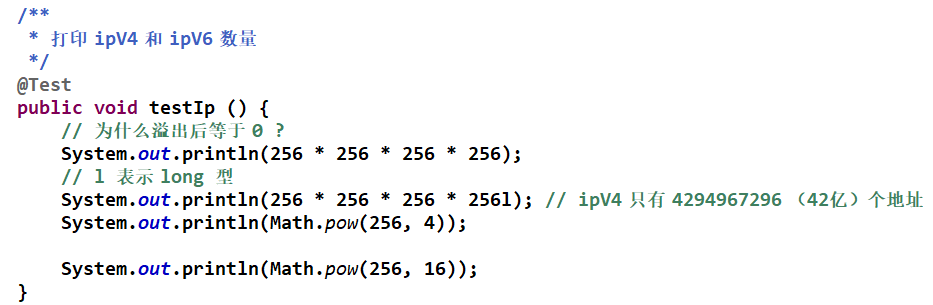 /**
 * 打印 ipV4 和 ipV6 数量
 */
@Test
public void testIp () {
    // 为什么溢出后等于 0 ?
    System.out.println(256 * 256 * 256 * 256);
    // l 表示 long 型
    System.out.println(256 * 256 * 256 * 256l); // ipV4 只有 4294967296 （42亿）个地址
    System.out.println(Math.pow(256, 4));

    System.out.println(Math.pow(256, 16));
}